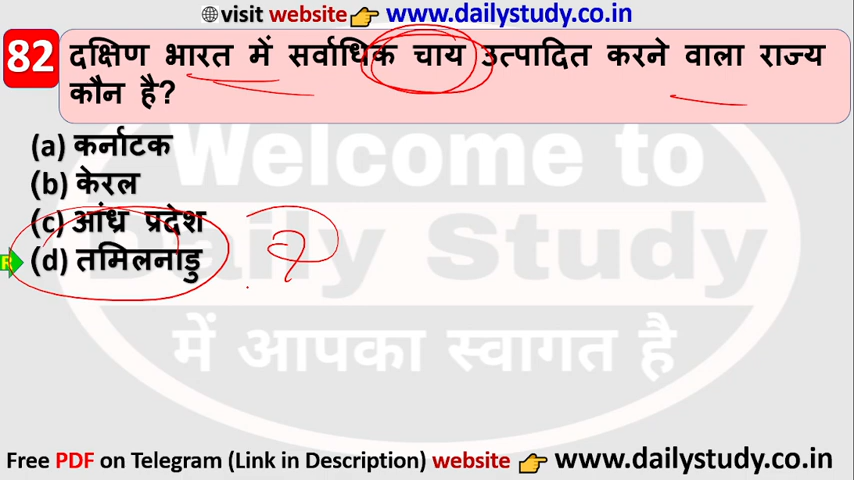 visit website 👉 www.dailystudy.co.in
82 दक्षिण भारत में सर्वाधिक चाय उत्पादित करने वाला राज्य
कौन है?
(a) कर्नाटक
(b) केरल
(c) आंध्र प्रदेश
(d) तमिलनाडु
Welcome to
Daily Study
में आपका स्वागत है
Free PDF on Telegram (Link in Description) website 👉 www.dailystudy.co.in